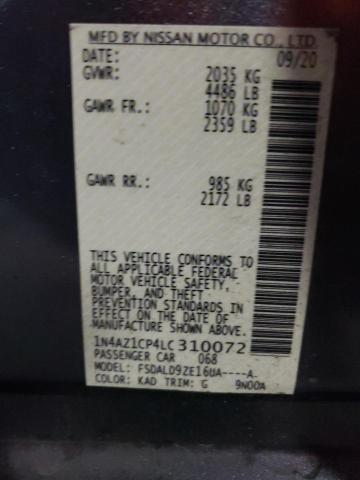 MFD BY NISSAN MOTOR CO., LTD.
DATE: 09/20
GVWR: 2035 KG
4486 LB
GAWR FR.: 1070 KG
2359 LB
GAWR RR.: 985 KG
2172 LB
THIS VEHICLE CONFORMS TO
ALL APPLICABLE FEDERAL
MOTOR VEHICLE SAFETY,
BUMPER, AND THEFT
PREVENTION STANDARDS IN
EFFECT ON THE DATE OF
MANUFACTURE SHOWN ABOVE.
1N4AZ1CP4LC310072
PASSENGER CAR 068
MODEL: FSDALD9ZE16UA----A-
COLOR: KAD TRIM: G 9N00A